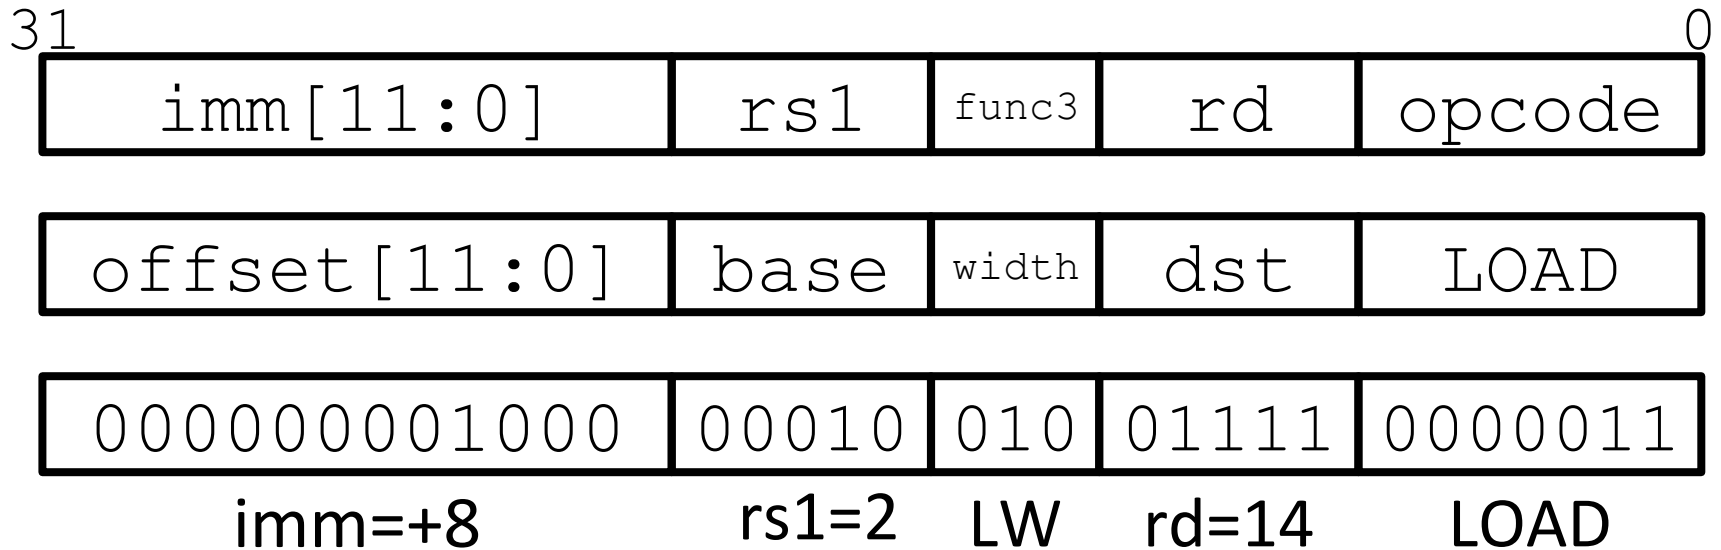 31 0
imm[11:0] rs1 func3 rd opcode
offset[11:0] base width dst LOAD
000000001000 00010 010 01111 0000011
imm=+8 rs1=2 LW rd=14 LOAD